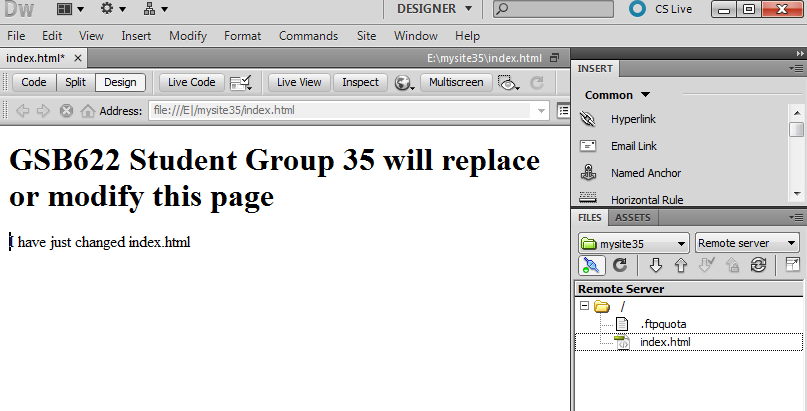 Dw DESIGNER CS Live
File Edit View Insert Modify Format Commands Site Window Help
index.html* E:\mysite35\index.html
Code Split Design Live Code Live View Inspect Multiscreen
Address: file:///E|/mysite35/index.html
GSB622 Student Group 35 will replace
or modify this page
I have just changed index.html
INSERT
Common
Hyperlink
Email Link
Named Anchor
Horizontal Rule
FILES ASSETS
mysite35 Remote server
Remote Server
/
.ftpquota
index.html